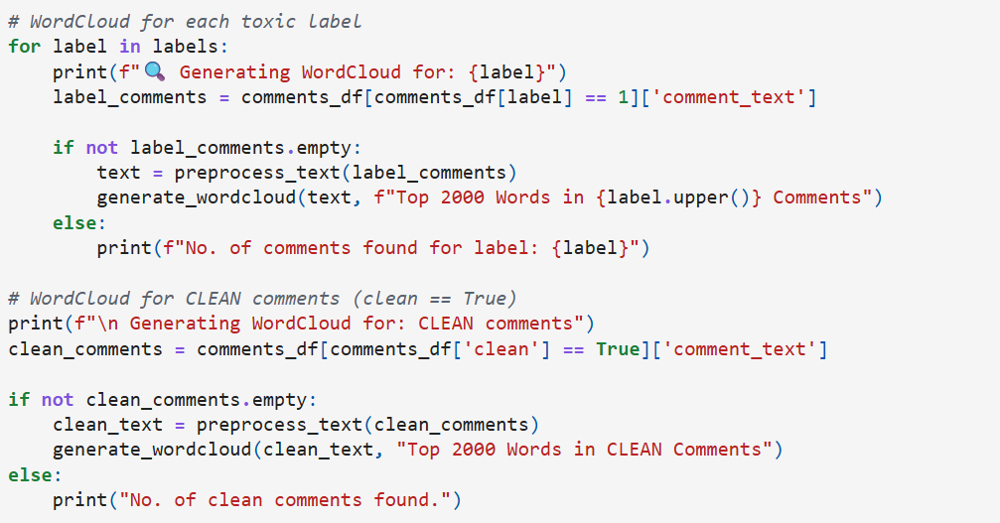 # WordCloud for each toxic label
for label in labels:
    print(f"🔍 Generating WordCloud for: {label}")
    label_comments = comments_df[comments_df[label] == 1]['comment_text']

    if not label_comments.empty:
        text = preprocess_text(label_comments)
        generate_wordcloud(text, f"Top 2000 Words in {label.upper()} Comments")
    else:
        print(f"No. of comments found for label: {label}")

# WordCloud for CLEAN comments (clean == True)
print(f"\n Generating WordCloud for: CLEAN comments")
clean_comments = comments_df[comments_df['clean'] == True]['comment_text']

if not clean_comments.empty:
    clean_text = preprocess_text(clean_comments)
    generate_wordcloud(clean_text, "Top 2000 Words in CLEAN Comments")
else:
    print("No. of clean comments found.")